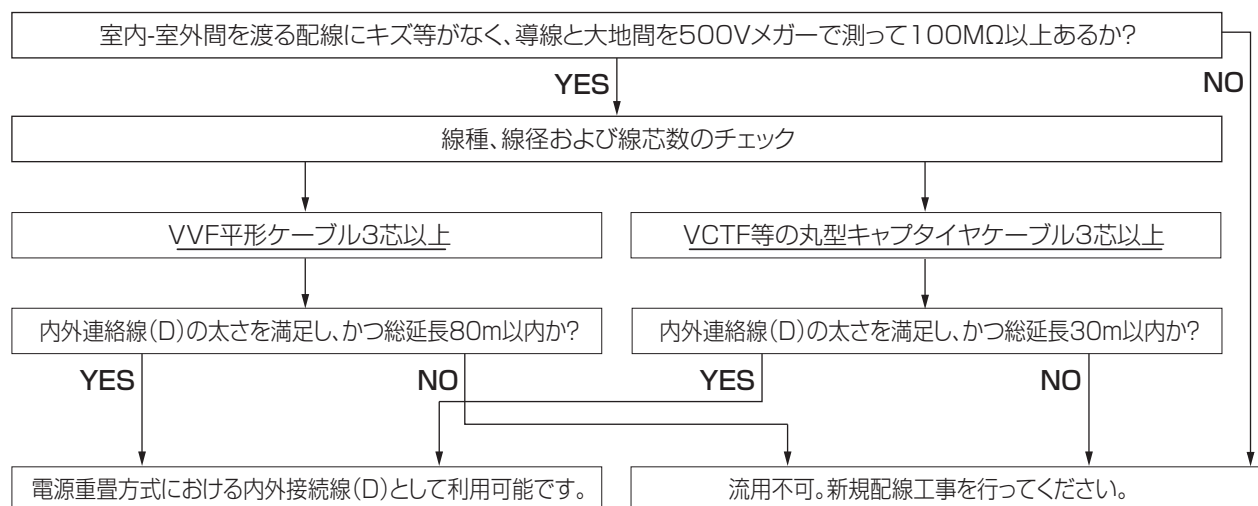 室内-室外間を渡る配線にキズ等がなく、導線と大地間を500Vメガーで測って100MΩ以上あるか?
YES
NO
線種、線径および線芯数のチェック
VVF平形ケーブル3芯以上
VCTF等の丸型キャプタイヤケーブル3芯以上
内外連絡線(D)の太さを満足し、かつ総延長80m以内か?
内外連絡線(D)の太さを満足し、かつ総延長30m以内か?
YES
NO
YES
NO
電源重畳方式における内外接続線(D)として利用可能です。
流用不可。新規配線工事を行ってください。